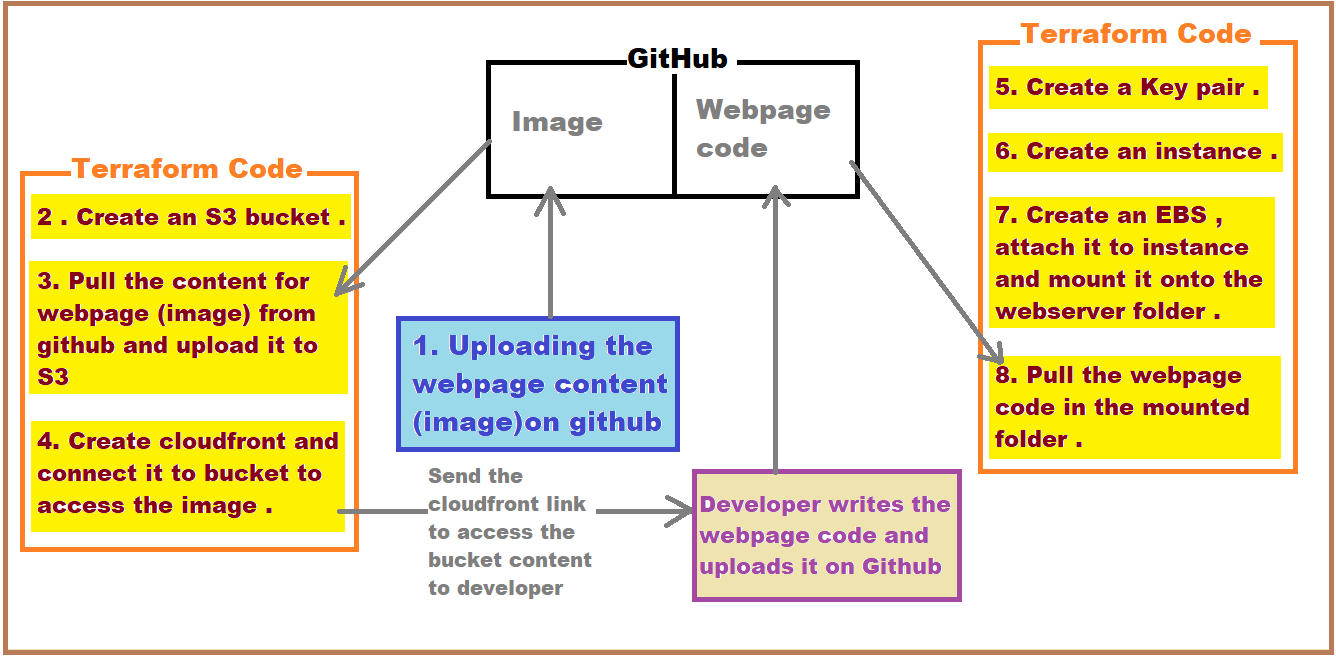 GitHub
Image
Webpage
code
Terraform Code
2 . Create an S3 bucket .
3. Pull the content for
webpage (image) from
github and upload it to
S3
4. Create cloudfront and
connect it to bucket to
access the image .
1. Uploading the
webpage content
(image)on github
Send the
cloudfront link
to access the
bucket content
to developer
Developer writes the
webpage code and
uploads it on Github
Terraform Code
5. Create a Key pair .
6. Create an instance .
7. Create an EBS ,
attach it to instance
and mount it onto the
webserver folder .
8. Pull the webpage
code in the mounted
folder .